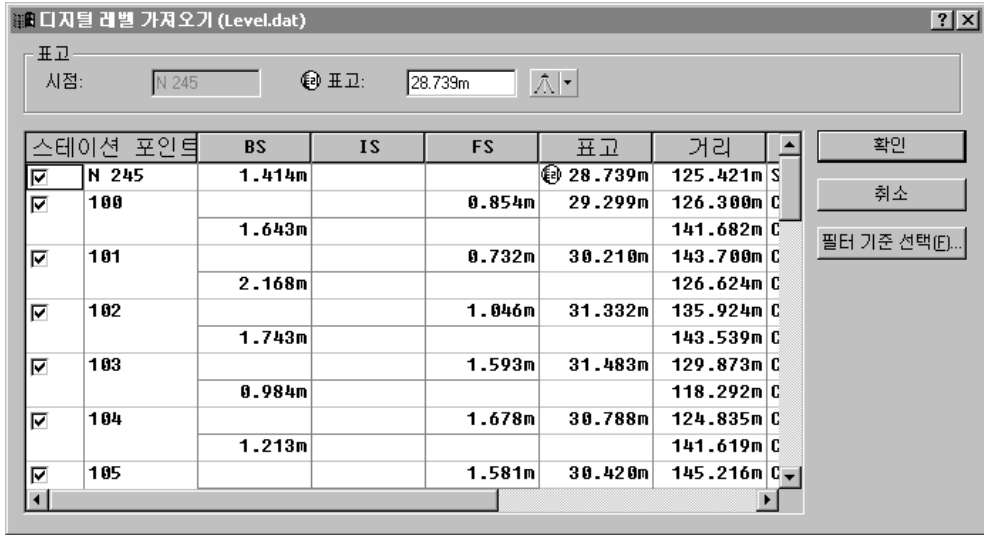 디지털 레벨 가져오기 (Level.dat)
표고
시점: N 245 표고: 28.739m
스테이션 포인트 BS IS FS 표고 거리
N 245 1.414m 28.739m 125.421m S
100 0.854m 29.299m 126.300m C
1.643m 141.682m C
101 0.732m 30.210m 143.700m C
2.168m 126.624m C
102 1.046m 31.332m 135.924m C
1.743m 143.539m C
103 1.593m 31.483m 129.873m C
0.984m 118.292m C
104 1.678m 30.788m 124.835m C
1.213m 141.619m C
105 1.581m 30.420m 145.216m C
확인
취소
필터 기준 선택(F)...